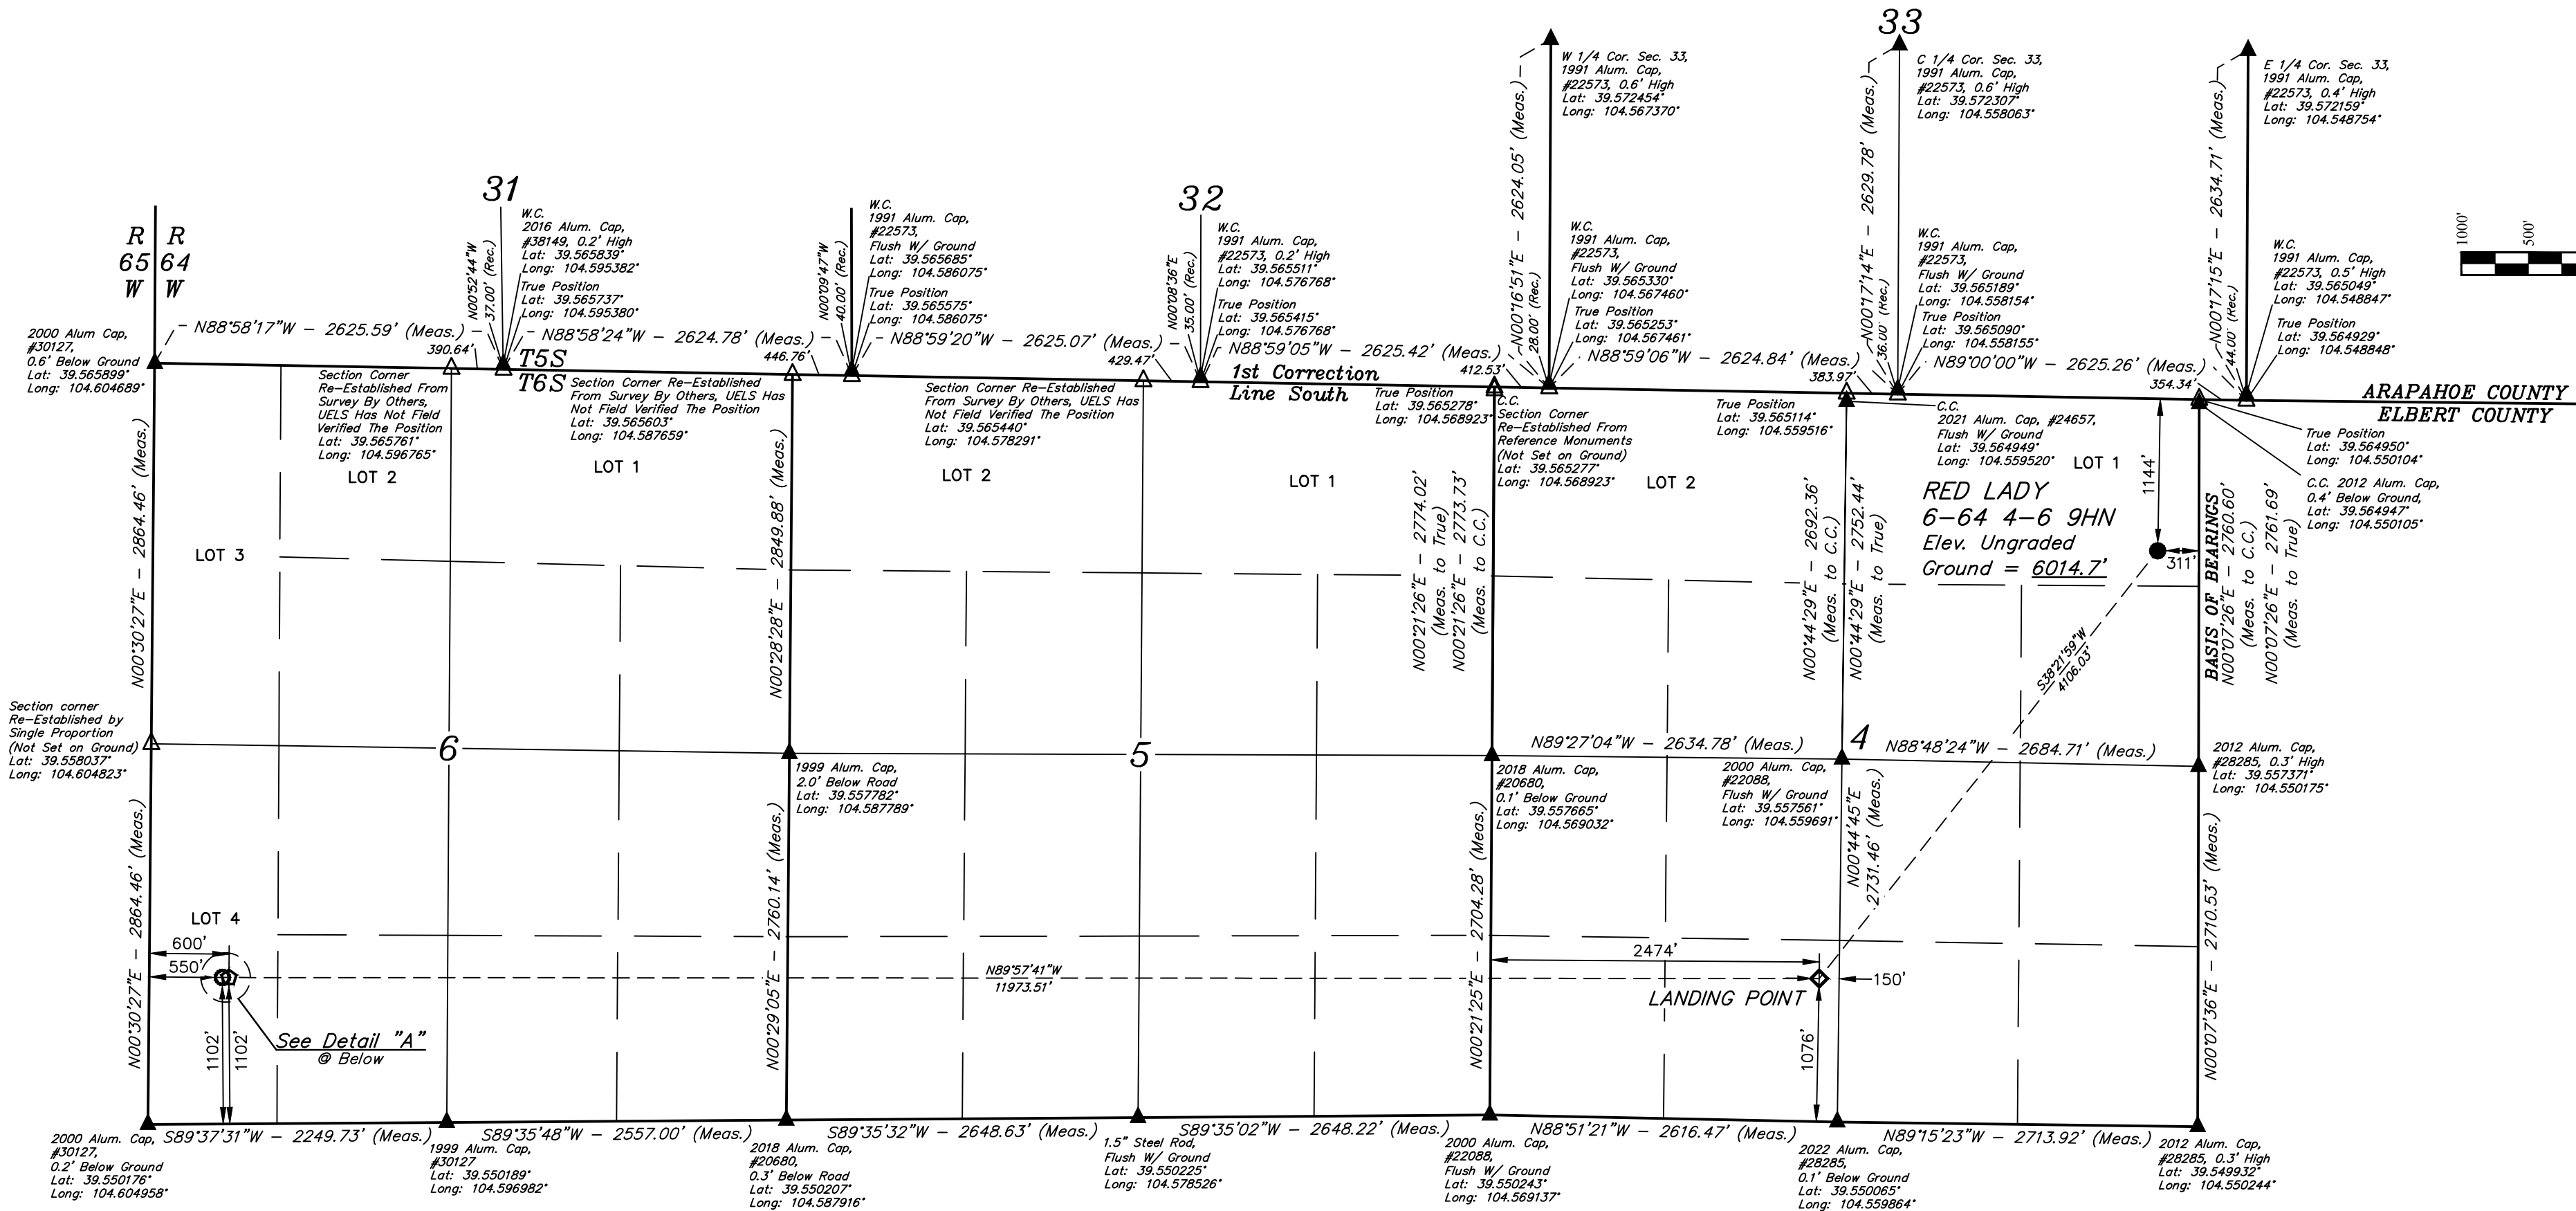 33
W 1/4 Cor. Sec. 33,
1991 Alum. Cap,
#22573, 0.6' High
Lat: 39.572454°
Long: 104.567370°
C 1/4 Cor. Sec. 33,
1991 Alum. Cap,
#22573, 0.6' High
Lat: 39.572307°
Long: 104.558063°
E 1/4 Cor. Sec. 33,
1991 Alum. Cap,
#22573, 0.4' High
Lat: 39.572159°
Long: 104.548754°
N00°16'51"E - 2624.05' (Meas.)
N00°17'14"E - 2629.78' (Meas.)
N00°17'15"E - 2634.71' (Meas.)
1000'
500'
31
32
R R
65 64
W W
W.C.
2016 Alum. Cap,
#38149, 0.2' High
Lat: 39.565839°
Long: 104.595382°
True Position
Lat: 39.565737°
Long: 104.595380°
N00°52'44"W
37.00' (Rec.)
W.C.
1991 Alum. Cap,
#22573,
Flush W/ Ground
Lat: 39.565685°
Long: 104.586075°
True Position
Lat: 39.565575°
Long: 104.586075°
N00°09'47"W
40.00' (Rec.)
W.C.
1991 Alum. Cap,
#22573, 0.2' High
Lat: 39.565511°
Long: 104.576768°
True Position
Lat: 39.565415°
Long: 104.576768°
N00°08'36"E
35.00' (Rec.)
W.C.
1991 Alum. Cap,
#22573,
Flush W/ Ground
Lat: 39.565330°
Long: 104.567460°
True Position
Lat: 39.565253°
Long: 104.567461°
28.00' (Rec.)
W.C.
1991 Alum. Cap,
#22573,
Flush W/ Ground
Lat: 39.565189°
Long: 104.558154°
True Position
Lat: 39.565090°
Long: 104.558155°
36.00' (Rec.)
W.C.
1991 Alum. Cap,
#22573, 0.5' High
Lat: 39.565049°
Long: 104.548847°
True Position
Lat: 39.564929°
Long: 104.548848°
44.00' (Rec.)
2000 Alum Cap,
#30127,
0.6' Below Ground
Lat: 39.565899°
Long: 104.604689°
N88°58'17"W - 2625.59' (Meas.)
N88°58'24"W - 2624.78' (Meas.)
N88°59'20"W - 2625.07' (Meas.)
N88°59'05"W - 2625.42' (Meas.)
N88°59'06"W - 2624.84' (Meas.)
N89°00'00"W - 2625.26' (Meas.)
390.64'
446.76'
429.47'
412.53'
383.97'
354.34'
T5S
T6S
1st Correction
Line South
ARAPAHOE COUNTY
ELBERT COUNTY
Section Corner
Re-Established From
Survey By Others,
UELS Has Not Field
Verified The Position
Lat: 39.565761°
Long: 104.596765°
Section Corner Re-Established
From Survey By Others, UELS Has
Not Field Verified The Position
Lat: 39.565603°
Long: 104.587659°
Section Corner Re-Established
From Survey By Others, UELS Has
Not Field Verified The Position
Lat: 39.565440°
Long: 104.578291°
True Position
Lat: 39.565278°
Long: 104.568923°
C.C.
Section Corner
Re-Established From
Reference Monuments
(Not Set on Ground)
Lat: 39.565277°
Long: 104.568923°
True Position
Lat: 39.565114°
Long: 104.559516°
C.C.
2021 Alum. Cap, #24657,
Flush W/ Ground
Lat: 39.564949°
Long: 104.559520°
True Position
Lat: 39.564950°
Long: 104.550104°
C.C. 2012 Alum. Cap,
0.4' Below Ground,
Lat: 39.564947°
Long: 104.550105°
LOT 2
LOT 1
LOT 2
LOT 1
LOT 2
LOT 1
LOT 3
RED LADY
6-64 4-6 9HN
Elev. Ungraded
Ground = 6014.7'
1144'
311'
N00°30'27"E - 2864.46' (Meas.)
N00°28'28"E - 2849.88' (Meas.)
N00°21'26"E - 2774.02'
(Meas. to True)
N00°21'26"E - 2773.73'
(Meas. to C.C.)
N00°44'29"E - 2692.36'
(Meas. to C.C.)
N00°44'29"E - 2752.44'
(Meas. to True)
BASIS OF BEARINGS
N00°07'26"E - 2760.60'
(Meas. to C.C.)
N00°07'26"E - 2761.69'
(Meas. to True)
S38°21'59"W
4106.03'
Section corner
Re-Established by
Single Proportion
(Not Set on Ground)
Lat: 39.558037°
Long: 104.604823°
6
5
4
N89°27'04"W - 2634.78' (Meas.)
N88°48'24"W - 2684.71' (Meas.)
1999 Alum. Cap,
2.0' Below Road
Lat: 39.557782°
Long: 104.587789°
2018 Alum. Cap,
#20680,
0.1' Below Ground
Lat: 39.557665°
Long: 104.569032°
2000 Alum. Cap,
#22088,
Flush W/ Ground
Lat: 39.557561°
Long: 104.559691°
2012 Alum. Cap,
#28285, 0.3' High
Lat: 39.557371°
Long: 104.550175°
N00°30'27"E - 2864.46' (Meas.)
N00°29'05"E - 2760.14' (Meas.)
N00°21'25"E - 2704.28' (Meas.)
N00°44'45"E
2731.46' (Meas.)
N00°07'36"E - 2710.53' (Meas.)
LOT 4
600'
550'
1102'
1102'
See Detail "A"
@ Below
N89°57'41"W
11973.51'
2474'
150'
LANDING POINT
1076'
S89°37'31"W - 2249.73' (Meas.)
S89°35'48"W - 2557.00' (Meas.)
S89°35'32"W - 2648.63' (Meas.)
S89°35'02"W - 2648.22' (Meas.)
N88°51'21"W - 2616.47' (Meas.)
N89°15'23"W - 2713.92' (Meas.)
2000 Alum. Cap,
#30127,
0.2' Below Ground
Lat: 39.550176°
Long: 104.604958°
1999 Alum. Cap,
#30127
Lat: 39.550189°
Long: 104.596982°
2018 Alum. Cap,
#20680,
0.3' Below Road
Lat: 39.550207°
Long: 104.587916°
1.5" Steel Rod,
Flush W/ Ground
Lat: 39.550225°
Long: 104.578526°
2000 Alum. Cap,
#22088,
Flush W/ Ground
Lat: 39.550243°
Long: 104.569137°
2022 Alum. Cap,
#28285,
0.1' Below Ground
Lat: 39.550065°
Long: 104.559864°
2012 Alum. Cap,
#28285, 0.3' High
Lat: 39.549932°
Long: 104.550244°